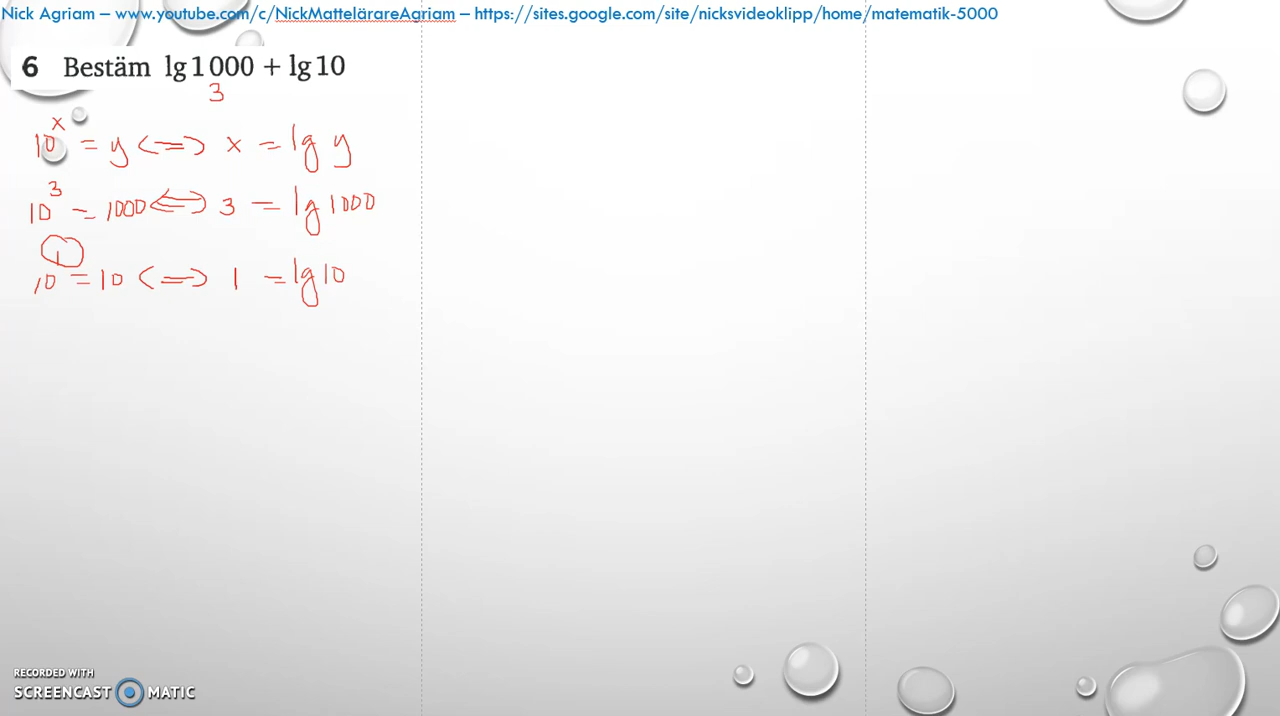 Nick Agriam – www.youtube.com/c/NickMattelärareAgriam – https://sites.google.com/site/nicksvideoklipp/home/matematik-5000
6 Bestäm lg 1000 + lg 10
3
10^x = y <=> x = lg y
10^3 = 1000 <=> 3 = lg 1000
10^1 = 10 <=> 1 = lg 10
RECORDED WITH
SCREENCAST MATIC